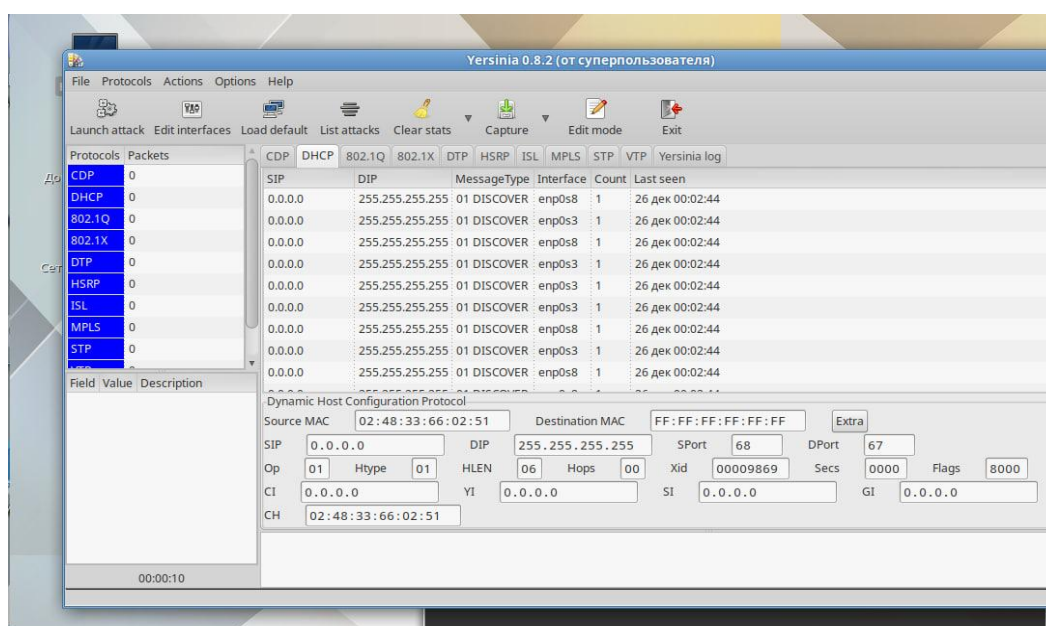 Yersinia 0.8.2 (от суперпользователя)
File Protocols Actions Options Help
Launch attack Edit interfaces Load default List attacks Clear stats Capture Edit mode Exit
Protocols Packets
CDP 0
DHCP 0
802.1Q 0
802.1X 0
DTP 0
HSRP 0
ISL 0
MPLS 0
STP 0
Field Value Description
00:00:10
CDP DHCP 802.1Q 802.1X DTP HSRP ISL MPLS STP VTP Yersinia log
SIP DIP MessageType Interface Count Last seen
0.0.0.0 255.255.255.255 01 DISCOVER enp0s8 1 26 дек 00:02:44
0.0.0.0 255.255.255.255 01 DISCOVER enp0s3 1 26 дек 00:02:44
0.0.0.0 255.255.255.255 01 DISCOVER enp0s8 1 26 дек 00:02:44
0.0.0.0 255.255.255.255 01 DISCOVER enp0s3 1 26 дек 00:02:44
0.0.0.0 255.255.255.255 01 DISCOVER enp0s3 1 26 дек 00:02:44
0.0.0.0 255.255.255.255 01 DISCOVER enp0s3 1 26 дек 00:02:44
0.0.0.0 255.255.255.255 01 DISCOVER enp0s8 1 26 дек 00:02:44
0.0.0.0 255.255.255.255 01 DISCOVER enp0s3 1 26 дек 00:02:44
0.0.0.0 255.255.255.255 01 DISCOVER enp0s8 1 26 дек 00:02:44
Dynamic Host Configuration Protocol
Source MAC 02:48:33:66:02:51 Destination MAC FF:FF:FF:FF:FF:FF Extra
SIP 0.0.0.0 DIP 255.255.255.255 SPort 68 DPort 67
Op 01 Htype 01 HLEN 06 Hops 00 Xid 00009869 Secs 0000 Flags 8000
CI 0.0.0.0 YI 0.0.0.0 SI 0.0.0.0 GI 0.0.0.0
CH 02:48:33:66:02:51